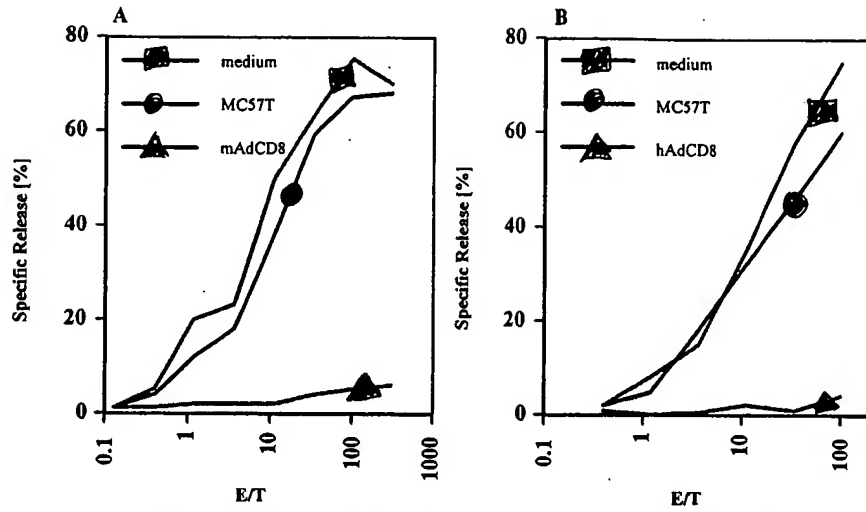 A
80
60
40
20
0
Specific Release [%]
medium
MC57T
mAdCD8
0.1
1
10
100
1000
E/T
B
80
60
40
20
0
Specific Release [%]
medium
MC57T
hAdCD8
0.1
1
10
100
E/T